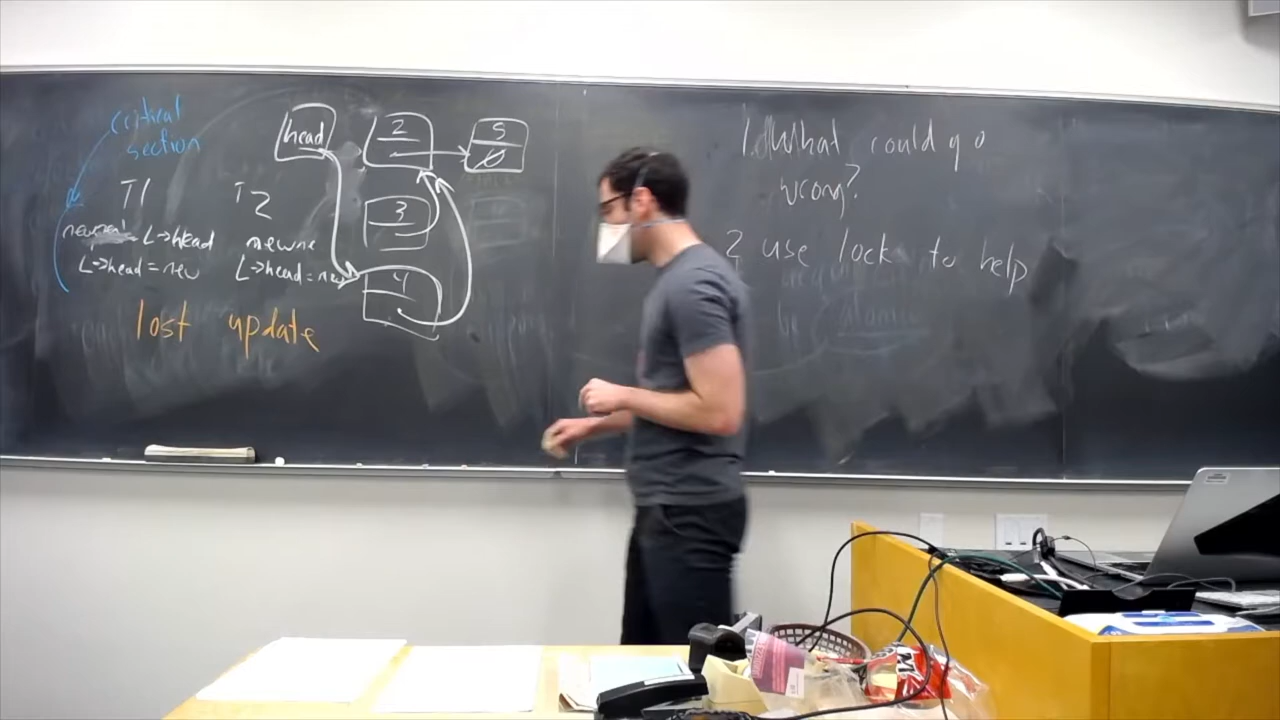 critical
section
head
2
5
T1
T2
L->head
newne
L->head = new
L->head = new
3
4
lost update
1. What could go
wrong?
2 use lock to help